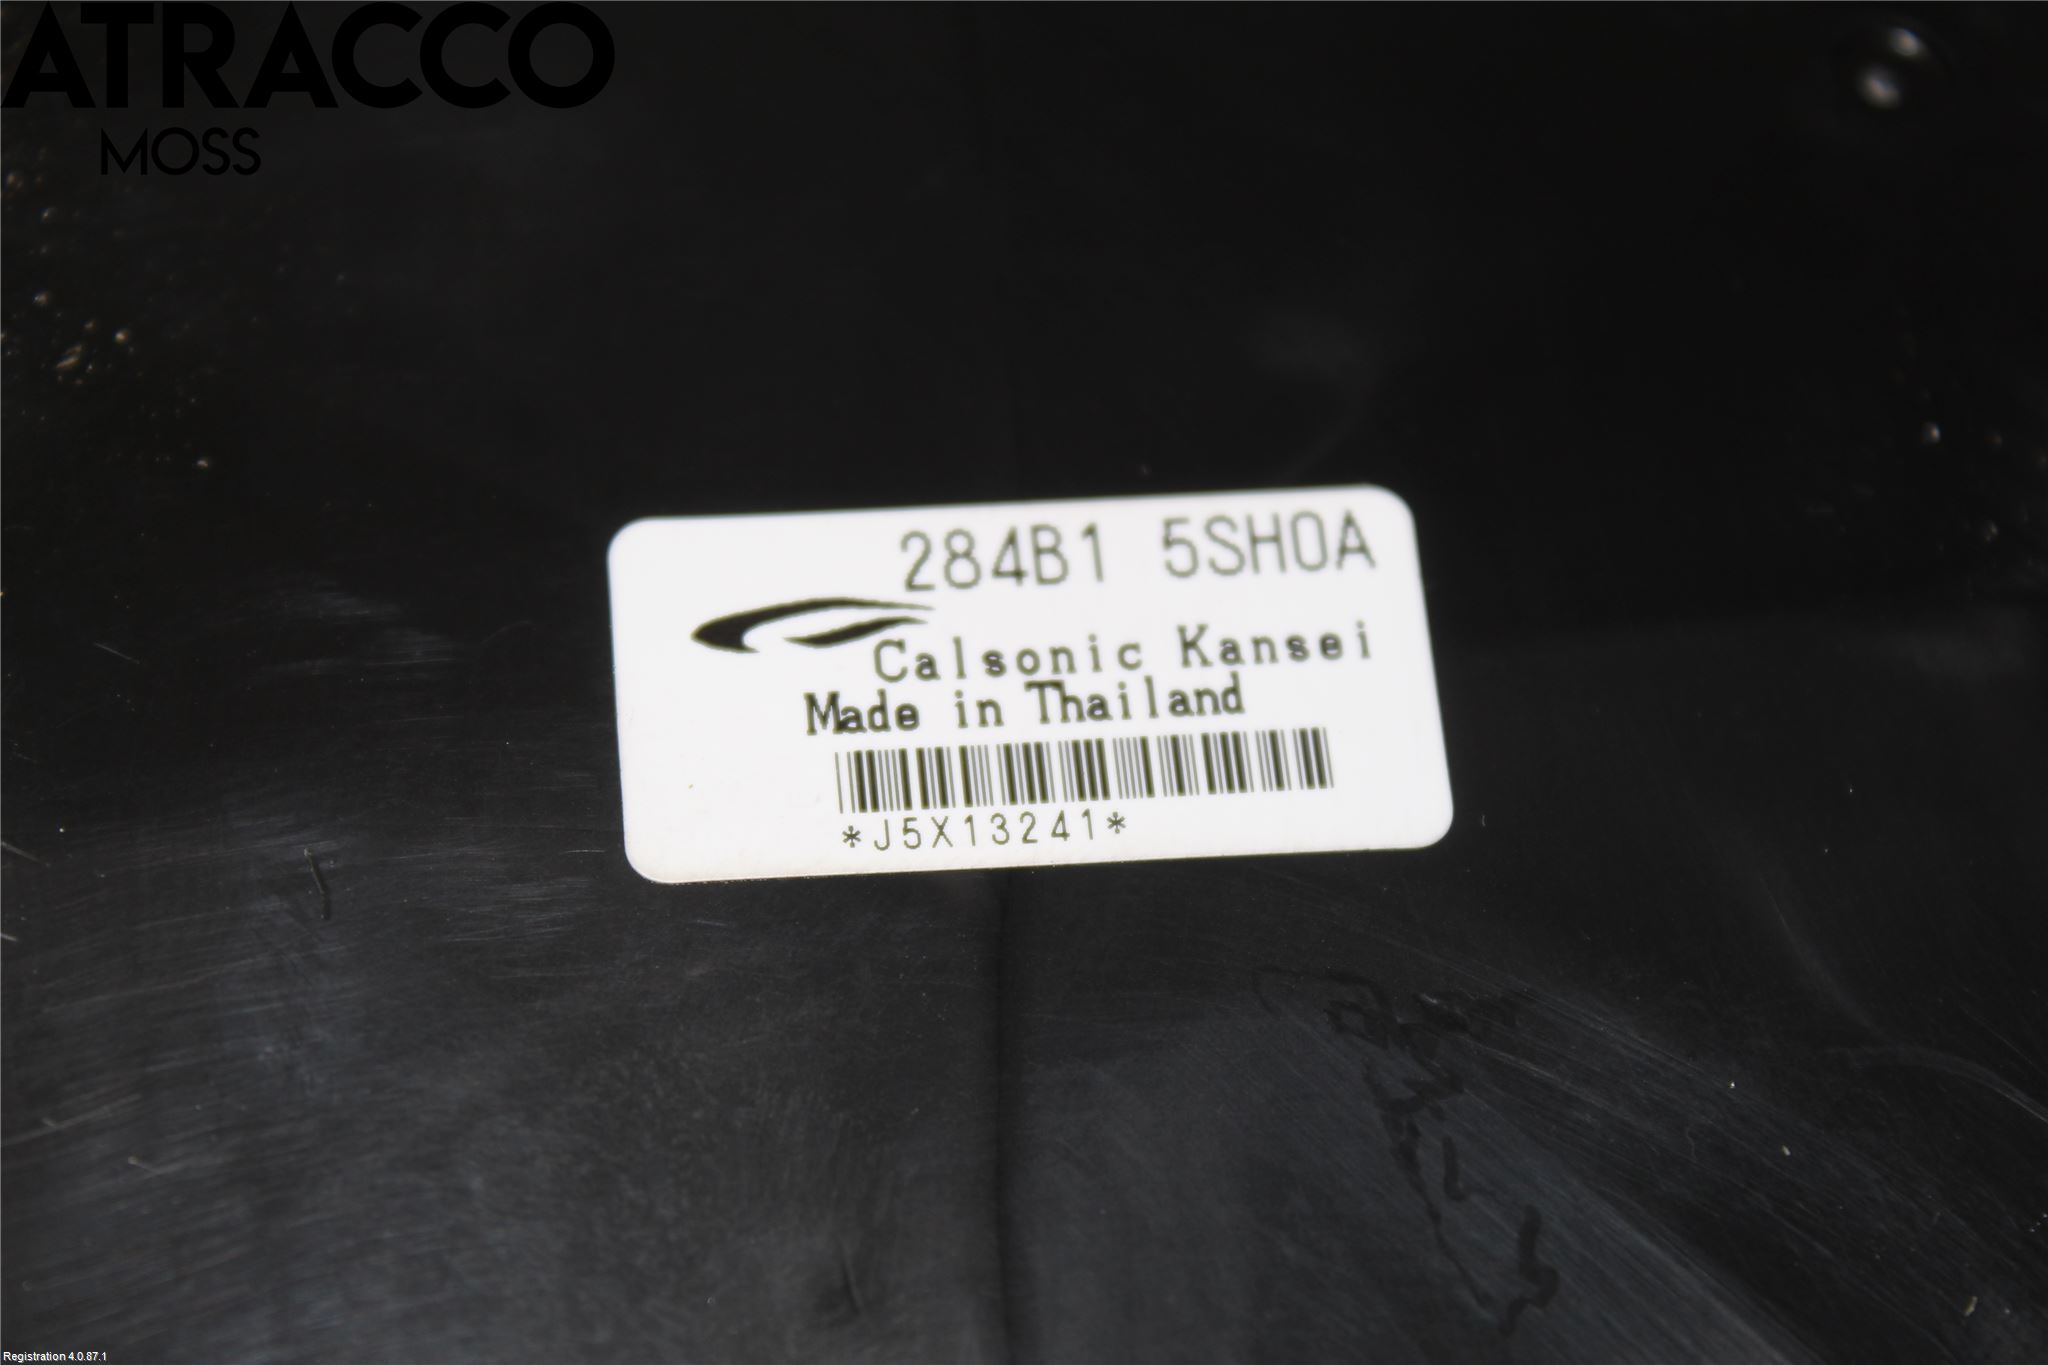 ATRACCO
MOSS
284B1 5SH0A
Calsonic Kansei
Made in Thailand
*J5X13241*
Registration 4.0.87.1